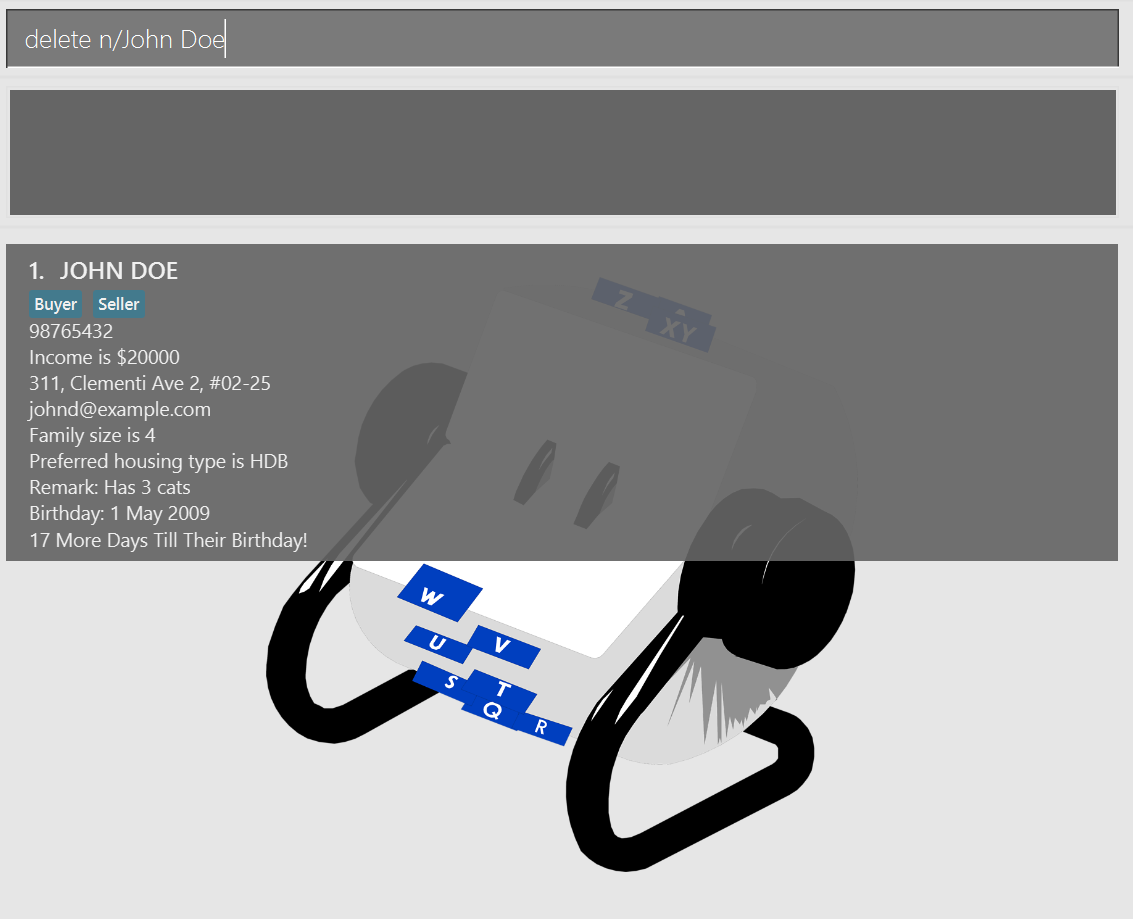 delete n/John Doe
1. JOHN DOE
Buyer Seller
98765432
Income is $20000
311, Clementi Ave 2, #02-25
johnd@example.com
Family size is 4
Preferred housing type is HDB
Remark: Has 3 cats
Birthday: 1 May 2009
17 More Days Till Their Birthday!
Z
XY
W
U V
S T
Q R